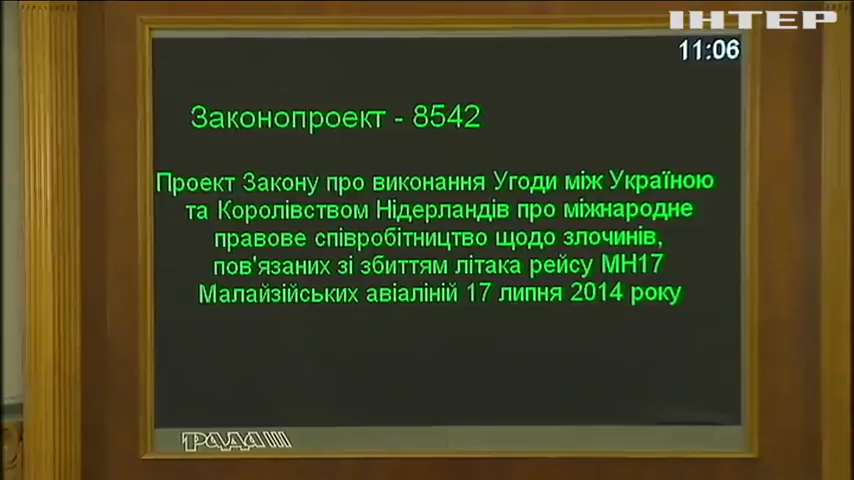 ІНТЕР
11:06
Законопроект - 8542
Проект Закону про виконання Угоди між Україною
та Королівством Нідерландів про міжнародне
правове співробітництво щодо злочинів,
пов'язаних зі збиттям літака рейсу МН17
Малайзійських авіаліній 17 липня 2014 року
РАДА